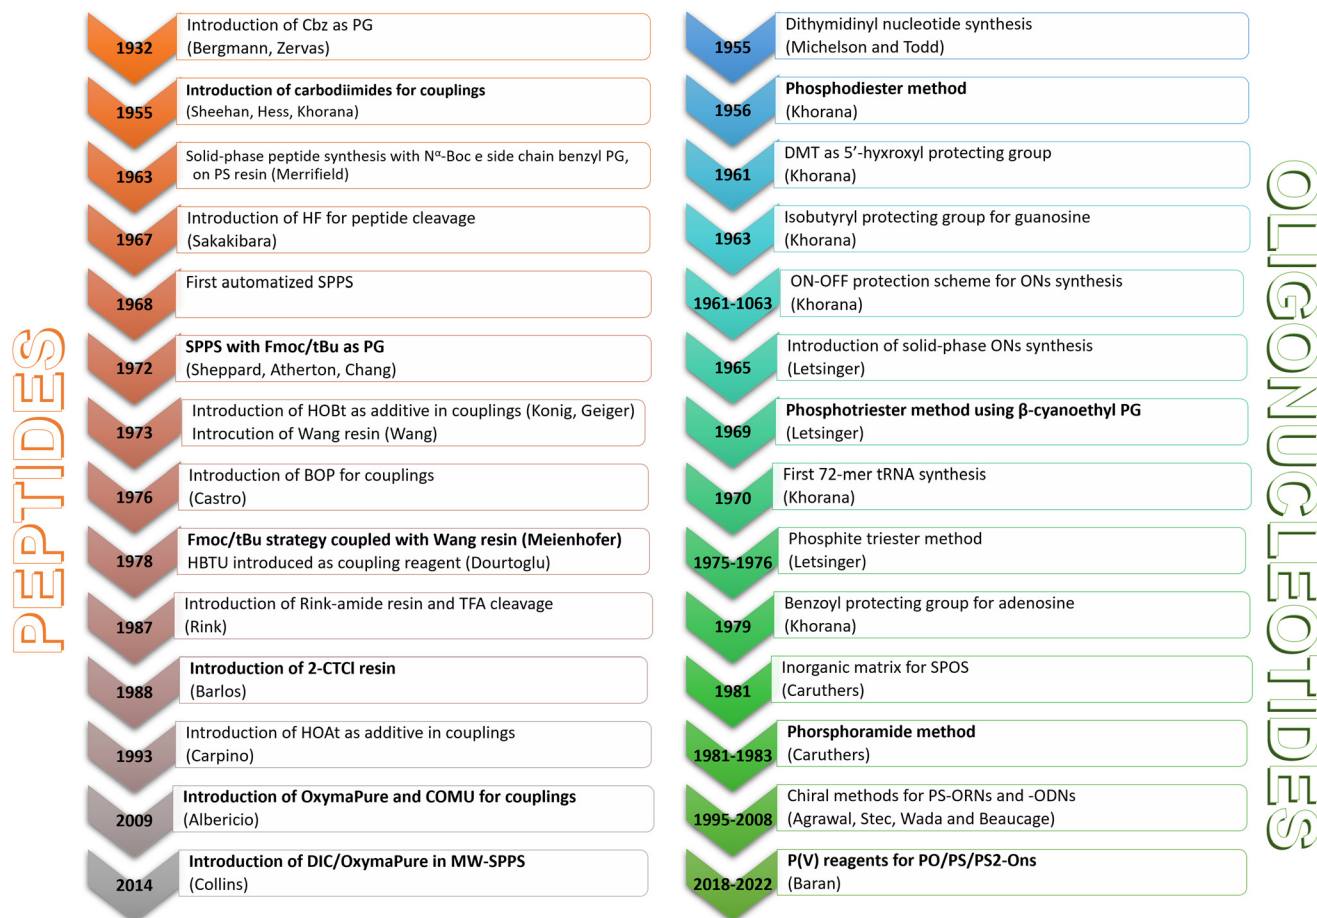 PEPTIDES
1932
Introduction of Cbz as PG
(Bergmann, Zervas)
1955
Introduction of carbodiimides for couplings
(Sheehan, Hess, Khorana)
1963
Solid-phase peptide synthesis with Nα-Boc e side chain benzyl PG,
on PS resin (Merrifield)
1967
Introduction of HF for peptide cleavage
(Sakakibara)
1968
First automatized SPPS
1972
SPPS with Fmoc/tBu as PG
(Sheppard, Atherton, Chang)
1973
Introduction of HOBt as additive in couplings (Konig, Geiger)
Introcution of Wang resin (Wang)
1976
Introduction of BOP for couplings
(Castro)
1978
Fmoc/tBu strategy coupled with Wang resin (Meienhofer)
HBTU introduced as coupling reagent (Dourtoglu)
1987
Introduction of Rink-amide resin and TFA cleavage
(Rink)
1988
Introduction of 2-CTCl resin
(Barlos)
1993
Introduction of HOAt as additive in couplings
(Carpino)
2009
Introduction of OxymaPure and COMU for couplings
(Albericio)
2014
Introduction of DIC/OxymaPure in MW-SPPS
(Collins)
1955
Dithymidinyl nucleotide synthesis
(Michelson and Todd)
1956
Phosphodiester method
(Khorana)
1961
DMT as 5’-hyxroxyl protecting group
(Khorana)
1963
Isobutyryl protecting group for guanosine
(Khorana)
1961-1063
ON-OFF protection scheme for ONs synthesis
(Khorana)
1965
Introduction of solid-phase ONs synthesis
(Letsinger)
1969
Phosphotriester method using β-cyanoethyl PG
(Letsinger)
1970
First 72-mer tRNA synthesis
(Khorana)
1975-1976
Phosphite triester method
(Letsinger)
1979
Benzoyl protecting group for adenosine
(Khorana)
1981
Inorganic matrix for SPOS
(Caruthers)
1981-1983
Phorsphoramide method
(Caruthers)
1995-2008
Chiral methods for PS-ORNs and -ODNs
(Agrawal, Stec, Wada and Beaucage)
2018-2022
P(V) reagents for PO/PS/PS2-Ons
(Baran)
OLIGONUCLEOTIDES